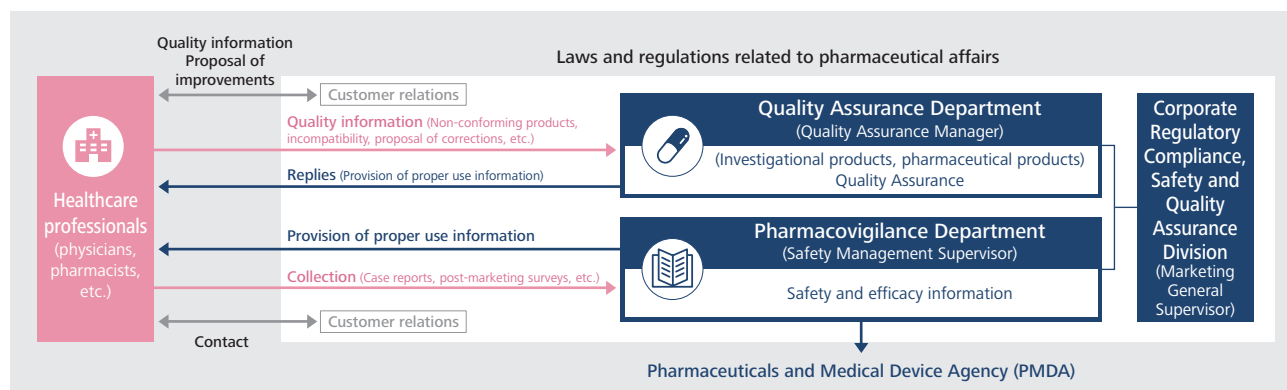 Quality information
Proposal of
improvements
Laws and regulations related to pharmaceutical affairs
Customer relations
Healthcare
professionals
(physicians,
pharmacists,
etc.)
Quality information (Non-conforming products,
incompatibility, proposal of corrections, etc.)
Replies (Provision of proper use information)
Provision of proper use information
Collection (Case reports, post-marketing surveys, etc.)
Customer relations
Contact
Quality Assurance Department
(Quality Assurance Manager)
(Investigational products, pharmaceutical products)
Quality Assurance
Pharmacovigilance Department
(Safety Management Supervisor)
Safety and efficacy information
Corporate
Regulatory
Compliance,
Safety and
Quality
Assurance
Division
(Marketing
General
Supervisor)
Pharmaceuticals and Medical Device Agency (PMDA)